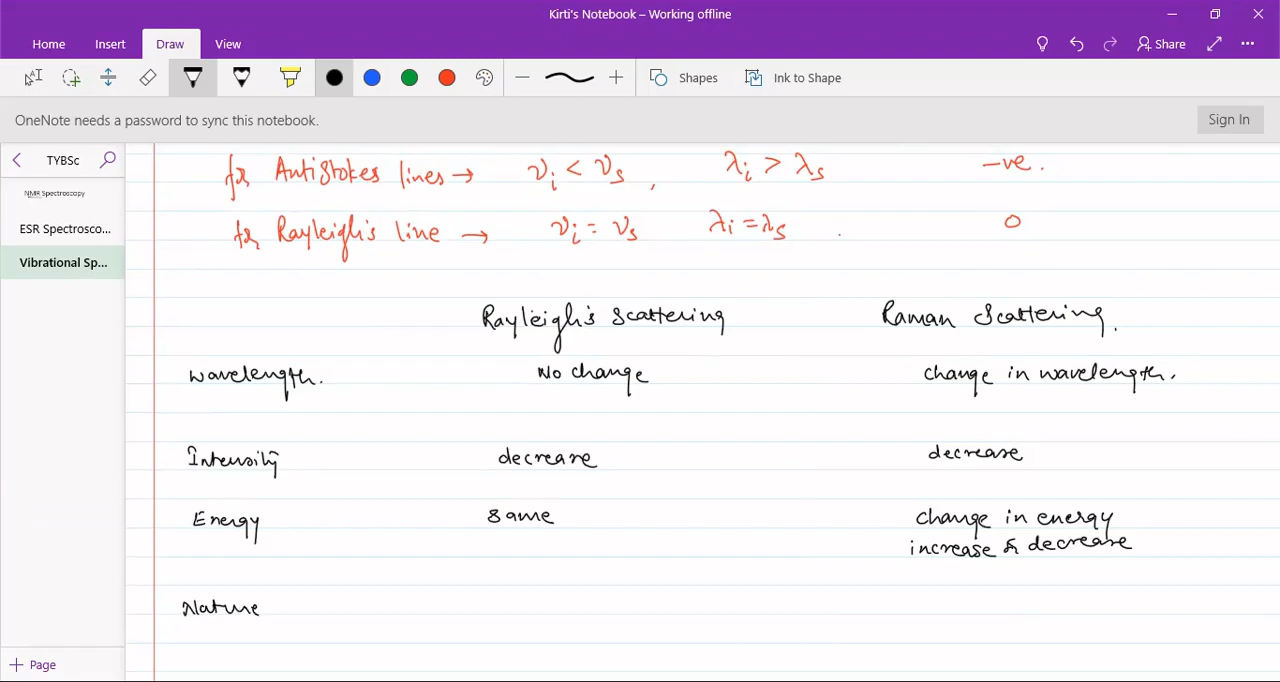 Kirti's Notebook – Working offline
Home Insert Draw View Share
Shapes Ink to Shape
OneNote needs a password to sync this notebook. Sign In
TYBSc
NMR Spectroscopy
ESR Spectrosco...
Vibrational Sp...
for Antistokes lines → νi < νs , λi > λs -ve.
for Rayleigh's line → νi = νs λi = λs . 0
Rayleigh's Scattering Raman Scattering.
Wavelength. No change change in wavelength.
Intensity decrease decrease
Energy same change in energy
increase & decrease
Nature
+ Page